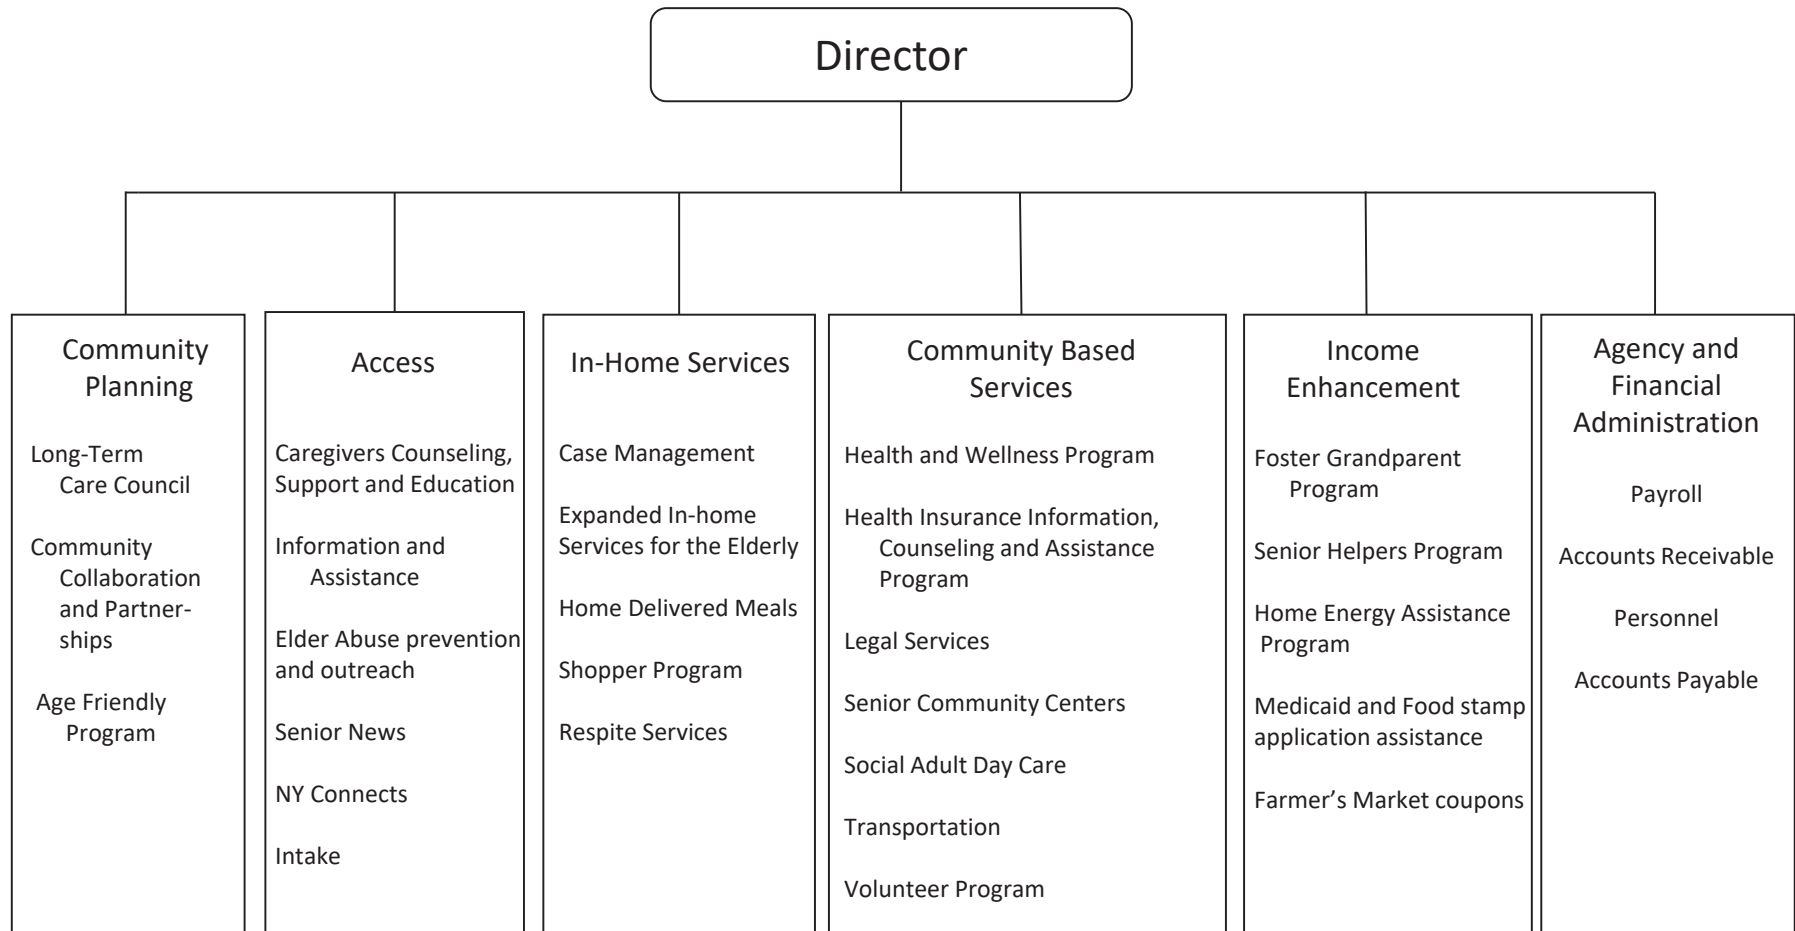 Director
Community
Planning
Long-Term
Care Council
Community
Collaboration
and Partner-
ships
Age Friendly
Program
Access
Caregivers Counseling,
Support and Education
Information and
Assistance
Elder Abuse prevention
and outreach
Senior News
NY Connects
Intake
In-Home Services
Case Management
Expanded In-home
Services for the Elderly
Home Delivered Meals
Shopper Program
Respite Services
Community Based
Services
Health and Wellness Program
Health Insurance Information,
Counseling and Assistance
Program
Legal Services
Senior Community Centers
Social Adult Day Care
Transportation
Volunteer Program
Income
Enhancement
Foster Grandparent
Program
Senior Helpers Program
Home Energy Assistance
Program
Medicaid and Food stamp
application assistance
Farmer’s Market coupons
Agency and
Financial
Administration
Payroll
Accounts Receivable
Personnel
Accounts Payable